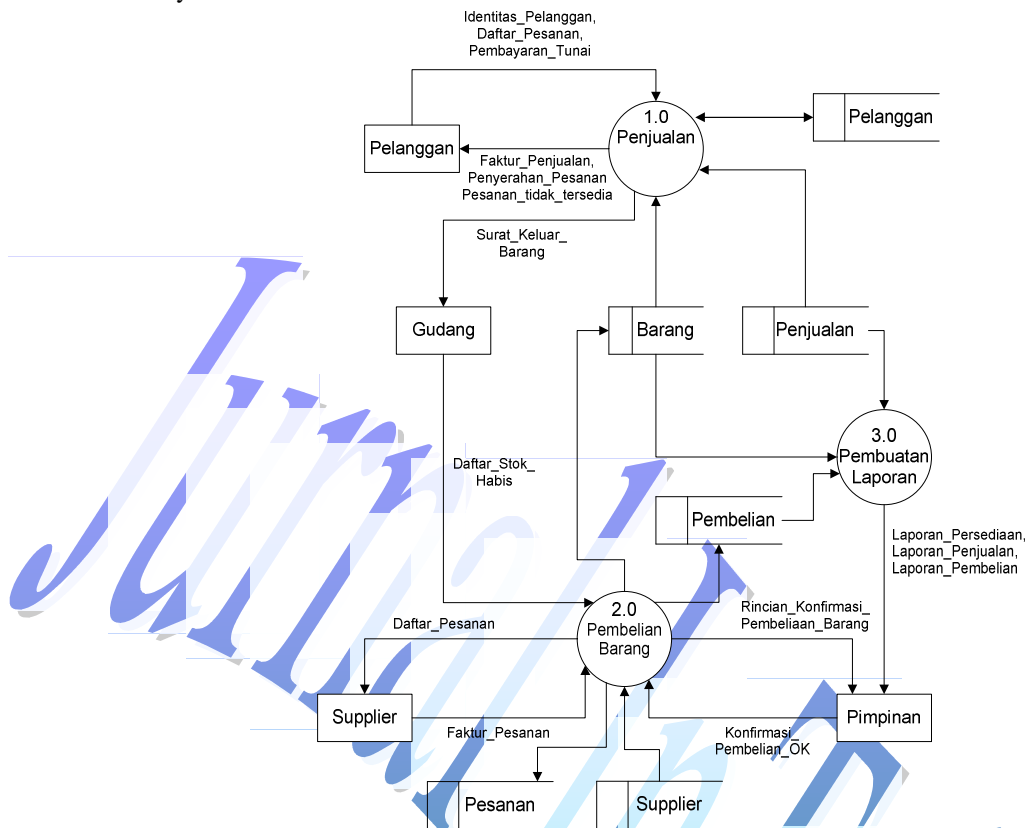 Identitas_Pelanggan,
Daftar_Pesanan,
Pembayaran_Tunai
1.0
Penjualan
Pelanggan
Pelanggan
Faktur_Penjualan,
Penyerahan_Pesanan
Pesanan_tidak_tersedia
Surat_Keluar_
Barang
Gudang
Barang
Penjualan
3.0
Pembuatan
Laporan
Daftar_Stok_
Habis
Pembelian
Laporan_Persediaan,
Laporan_Penjualan,
Laporan_Pembelian
2.0
Pembelian
Barang
Daftar_Pesanan
Rincian_Konfirmasi_
Pembeliaan_Barang
Supplier
Faktur_Pesanan
Konfirmasi_
Pembelian_OK
Pimpinan
Pesanan
Supplier